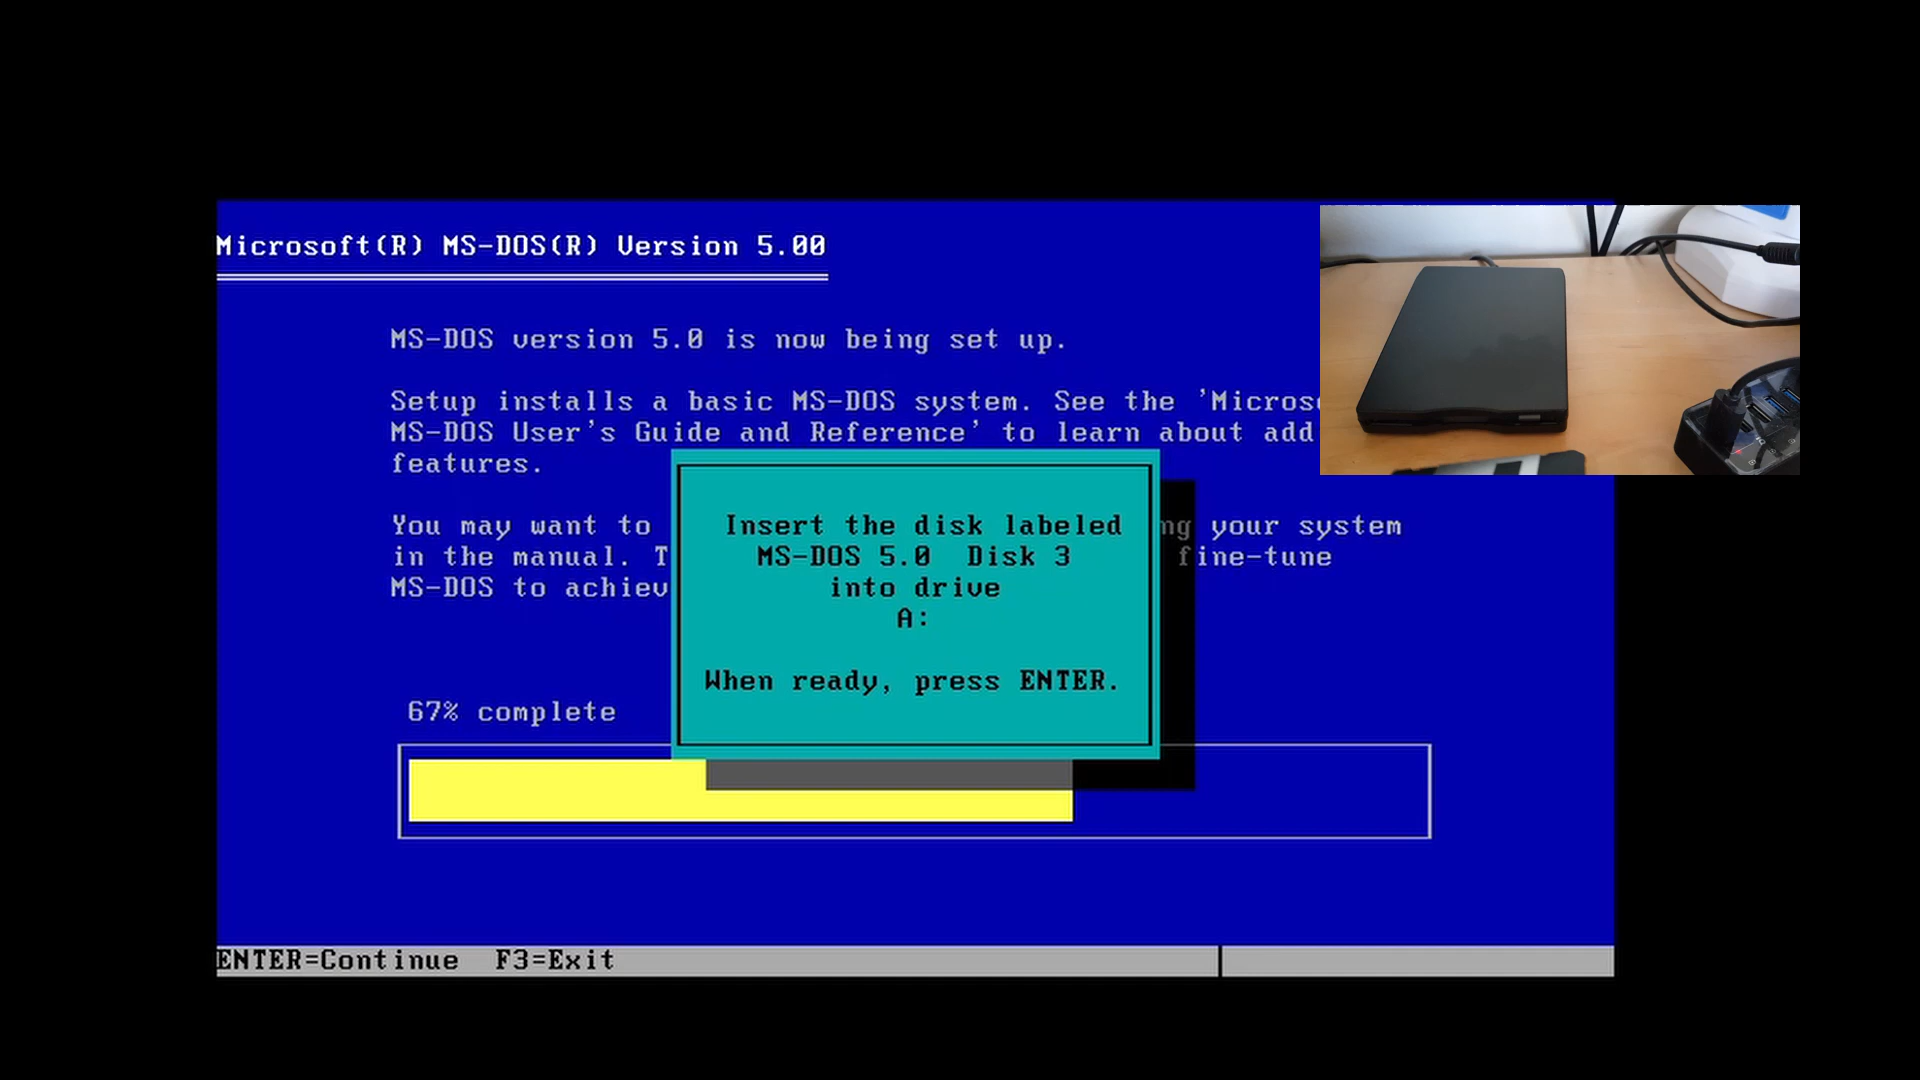 Microsoft(R) MS-DOS(R) Version 5.00
MS-DOS version 5.0 is now being set up.
Setup installs a basic MS-DOS system. See the 'Micros
MS-DOS User's Guide and Reference' to learn about add
features.
You may want to ng your system
in the manual. T fine-tune
MS-DOS to achiev
Insert the disk labeled
MS-DOS 5.0 Disk 3
into drive
A:
When ready, press ENTER.
67% complete
ENTER=Continue F3=Exit